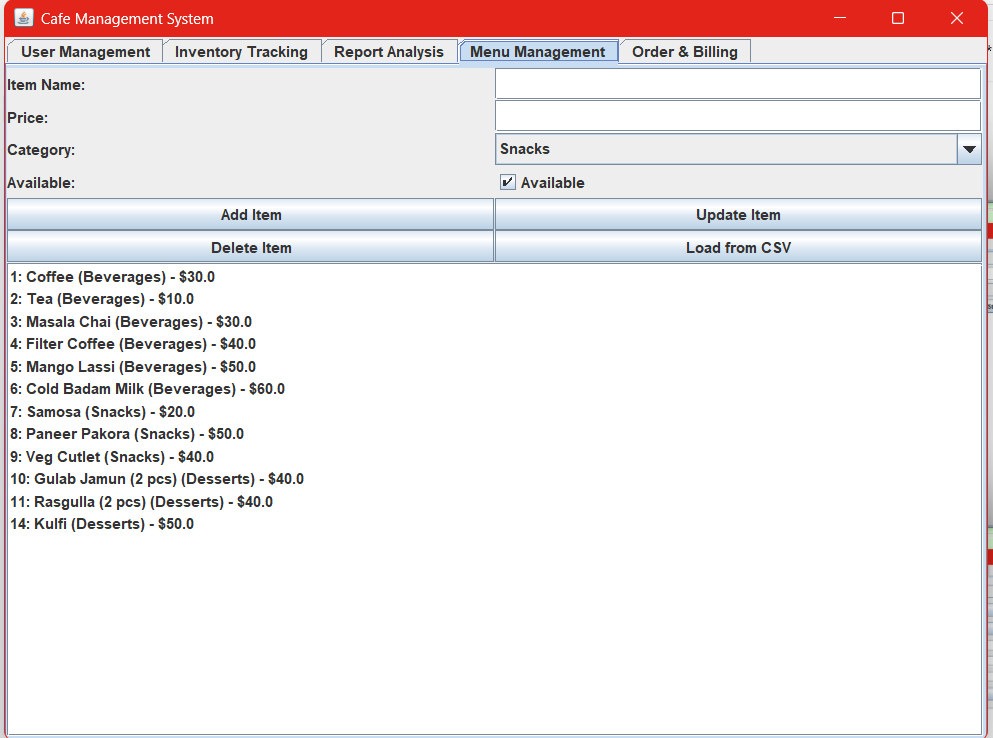 Cafe Management System
User Management Inventory Tracking Report Analysis Menu Management Order & Billing
Item Name:
Price:
Category: Snacks
Available: Available
Add Item Update Item
Delete Item Load from CSV
1: Coffee (Beverages) - $30.0
2: Tea (Beverages) - $10.0
3: Masala Chai (Beverages) - $30.0
4: Filter Coffee (Beverages) - $40.0
5: Mango Lassi (Beverages) - $50.0
6: Cold Badam Milk (Beverages) - $60.0
7: Samosa (Snacks) - $20.0
8: Paneer Pakora (Snacks) - $50.0
9: Veg Cutlet (Snacks) - $40.0
10: Gulab Jamun (2 pcs) (Desserts) - $40.0
11: Rasgulla (2 pcs) (Desserts) - $40.0
14: Kulfi (Desserts) - $50.0